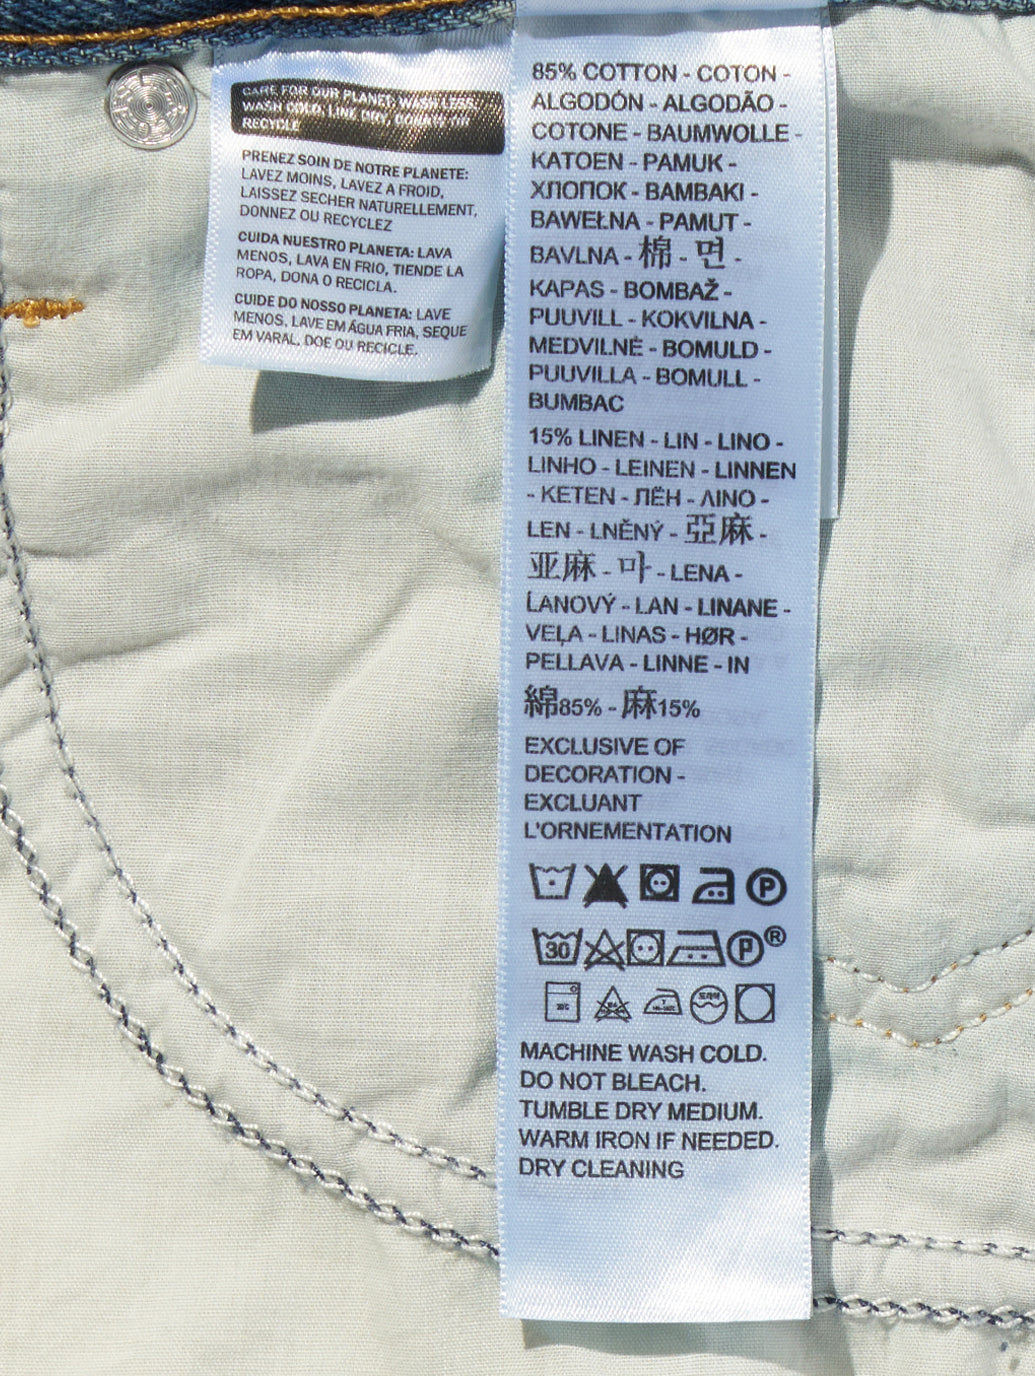 CARE FOR OUR PLANET: WASH LESS,
WASH COLD, LINE DRY, DONATE OR
RECYCLE
PRENEZ SOIN DE NOTRE PLANETE:
LAVEZ MOINS, LAVEZ A FROID,
LAISSEZ SECHER NATURELLEMENT,
DONNEZ OU RECYCLEZ
CUIDA NUESTRO PLANETA: LAVA
MENOS, LAVA EN FRIO, TIENDE LA
ROPA, DONA O RECICLA.
CUIDE DO NOSSO PLANETA: LAVE
MENOS, LAVE EM ÁGUA FRIA, SEQUE
EM VARAL, DOE OU RECICLE.
85% COTTON - COTON -
ALGODÓN - ALGODÃO -
COTONE - BAUMWOLLE -
KATOEN - PAMUK -
ХЛОПОК - BAMBAKI -
BAWEŁNA - PAMUT -
BAVLNA - 棉 - 면 -
KAPAS - BOMBAŽ -
PUUVILL - KOKVILNA -
MEDVILNĖ - BOMULD -
PUUVILLA - BOMULL -
BUMBAC
15% LINEN - LIN - LINO -
LINHO - LEINEN - LINNEN
- KETEN - ЛЁН - ΛΙΝΟ -
LEN - LNĚNÝ - 亞麻 -
亚麻 - 마 - LENA -
ĽANOVÝ - LAN - LINANE -
VEĻA - LINAS - HØR -
PELLAVA - LINNE - IN
綿85% - 麻15%
EXCLUSIVE OF
DECORATION -
EXCLUANT
L'ORNEMENTATION
P
30 P®
MACHINE WASH COLD.
DO NOT BLEACH.
TUMBLE DRY MEDIUM.
WARM IRON IF NEEDED.
DRY CLEANING